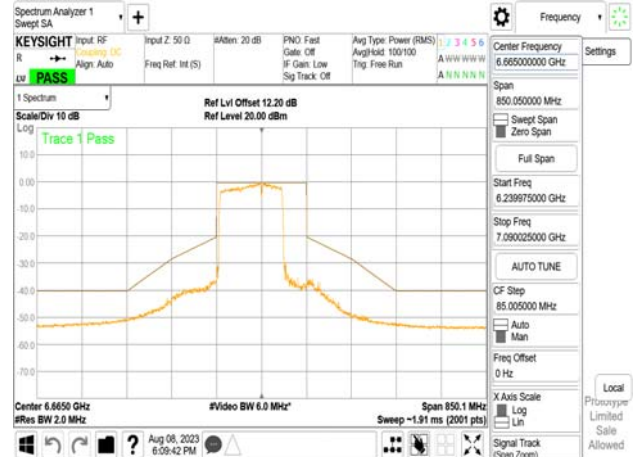 Spectrum Analyzer 1
Swept SA
+
Frequency
KEYSIGHT
R
LV PASS
Input: RF
Coupling: DC
Align: Auto
Input Z: 50 Ω
Freq Ref: Int (S)
#Atten: 20 dB
PNO: Fast
Gate: Off
IF Gain: Low
Sig Track: Off
Avg Type: Power (RMS)
Avg|Hold: 100/100
Trig: Free Run
1 2 3 4 5 6
A W W W W W
A N N N N N
Center Frequency
6.665000000 GHz
Settings
Span
850.050000 MHz
Swept Span
Zero Span
Full Span
Start Freq
6.239975000 GHz
Stop Freq
7.090025000 GHz
AUTO TUNE
CF Step
85.005000 MHz
Auto
Man
Freq Offset
0 Hz
X Axis Scale
Log
Lin
Signal Track
(Span Zoom)
Local
Prototype
Limited
Sale
Allowed
1 Spectrum
Scale/Div 10 dB
Log
Ref Lvl Offset 12.20 dB
Ref Level 20.00 dBm
Trace 1 Pass
10.0
0.00
-10.0
-20.0
-30.0
-40.0
-50.0
-60.0
-70.0
Center 6.6650 GHz
#Res BW 2.0 MHz
#Video BW 6.0 MHz*
Span 850.1 MHz
Sweep ~1.91 ms (2001 pts)
?
Aug 08, 2023
6:09:42 PM